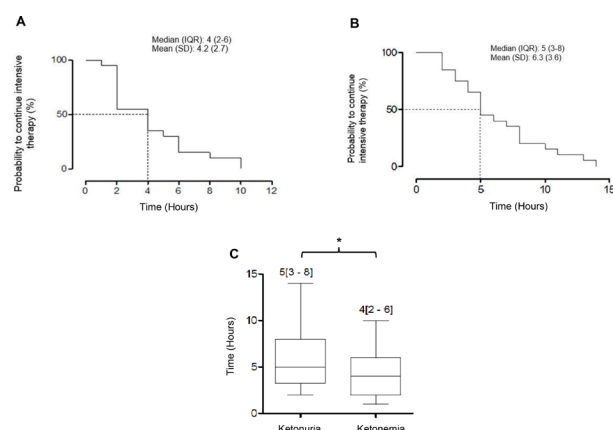 A
Median (IQR): 4 (2-6)
Mean (SD): 4.2 (2.7)
Probability to continue intensive
therapy (%)
100
50
0
0 2 4 6 8 10 12
Time (Hours)
B
Median (IQR): 5 (3-8)
Mean (SD): 6.3 (3.6)
Probability to continue
intensive therapy (%)
100
50
0
0 5 10 15
Time (Hours)
C
*
5[3 - 8]
4[2 - 6]
Time (Hours)
15
10
5
0
Ketonuria Ketonemia